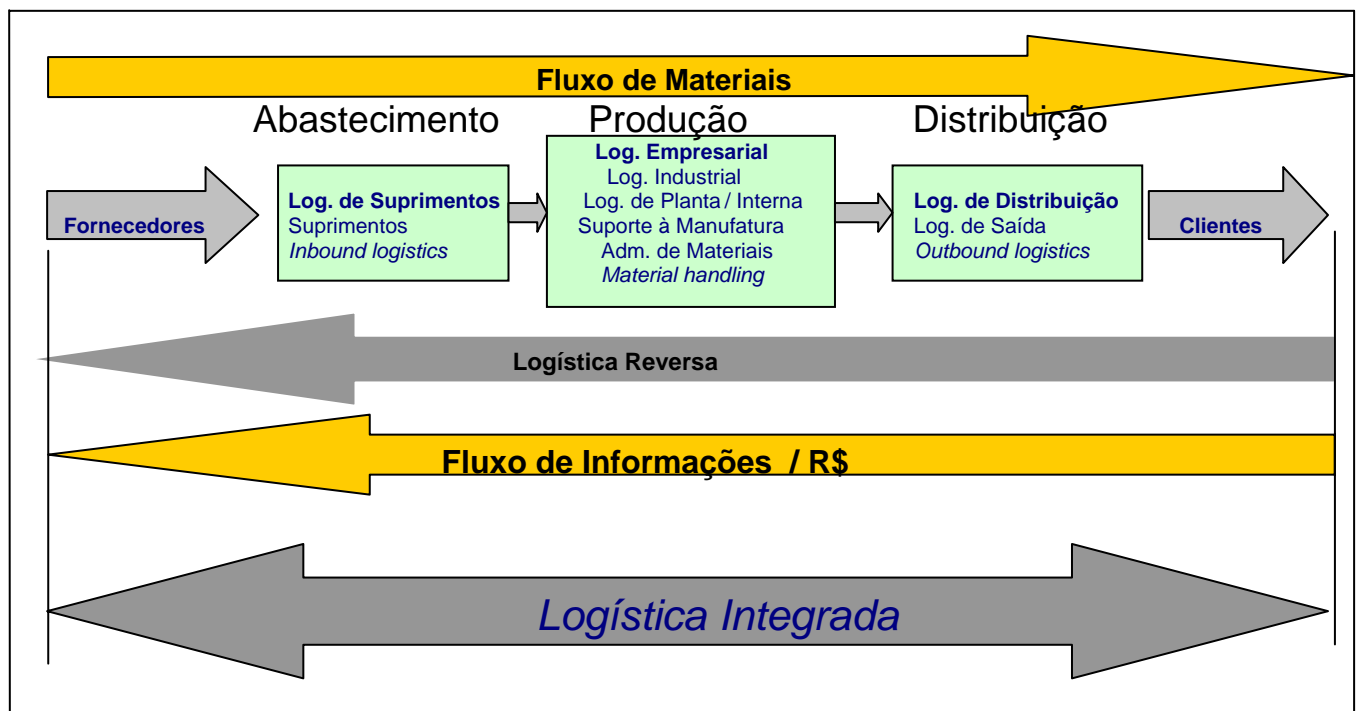 Fluxo de Materiais
Abastecimento
Produção
Distribuição
Fornecedores
Log. de Suprimentos
Suprimentos
Inbound logistics
Log. Empresarial
Log. Industrial
Log. de Planta / Interna
Suporte à Manufatura
Adm. de Materiais
Material handling
Log. de Distribuição
Log. de Saída
Outbound logistics
Clientes
Logística Reversa
Fluxo de Informações / R$
Logística Integrada